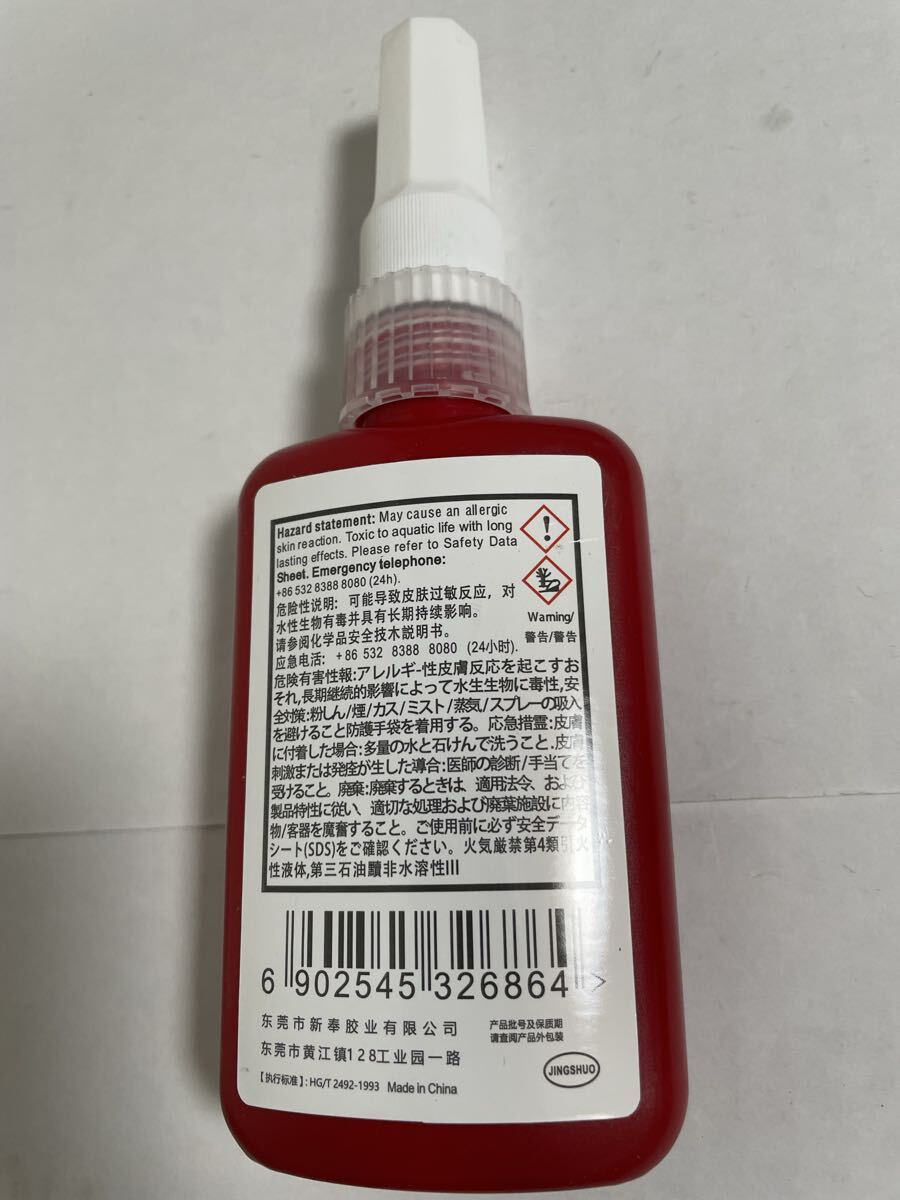 Hazard statement: May cause an allergic
skin reaction. Toxic to aquatic life with long
lasting effects. Please refer to Safety Data
Sheet. Emergency telephone:
+86 532 8388 8080 (24h).
危险性说明: 可能导致皮肤过敏反应，对
水性生物有毒并具有长期持续影响。
请参阅化学品安全技木説明书。
应急电话: +86 532 8388 8080 (24小时).
Warning/
警告/警告
危険有害性報:アレルギ-性皮膚反応を起こすお
それ,長期継続的影響によって水生生物に毒性,安
全対策:粉しん/煙/カス/ミスト/蒸気/スプレーの吸入
を避けること防護手袋を着用する。応急措霊:皮膚
に付着した場合:多量の水と石けんで洗うこと.皮膚
刺激または発痊が生した導合:医師の診断/手当てを
受けること。廃棄:廃棄するときは、適用法令、および
製品特性に従い、適切な処理および廃葉施設に内容
物/客器を魔奮すること。ご使用前に必ず安全データ
シート(SDS)をご確認ください。火気厳禁第4類引火
性液体,第三石油黷非水溶性III
6 902545 326864 >
东莞市新奉胶业有限公司
东莞市黄江镇128工业园一路
产品批号及保质期
请查阅产品外包装
【执行标准】: HG/T 2492-1993 Made in China
JINGSHUO